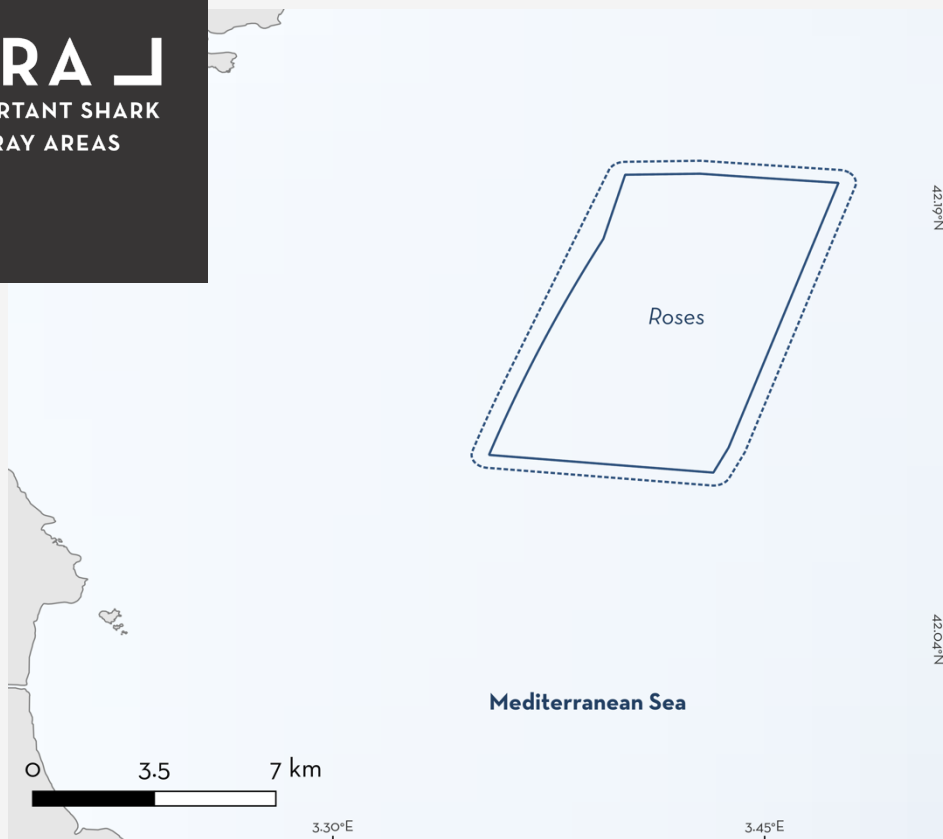 RA
RTANT SHARK
RAY AREAS
42.19°N
Roses
42.04°N
Mediterranean Sea
0 3.5 7 km
3.30°E 3.45°E